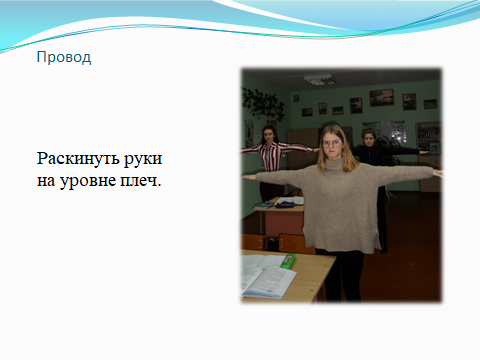 Провод
Раскинуть руки
на уровне плеч.